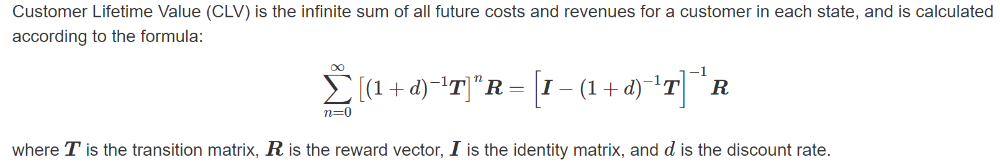 Customer Lifetime Value (CLV) is the infinite sum of all future costs and revenues for a customer in each state, and is calculated
according to the formula:
$$\sum_{n=0}^{\infty} \left[(1+d)^{-1}\boldsymbol{T}\right]^n \boldsymbol{R} = \left[\boldsymbol{I} - (1+d)^{-1}\boldsymbol{T}\right]^{-1} \boldsymbol{R}$$
where T is the transition matrix, R is the reward vector, I is the identity matrix, and d is the discount rate.